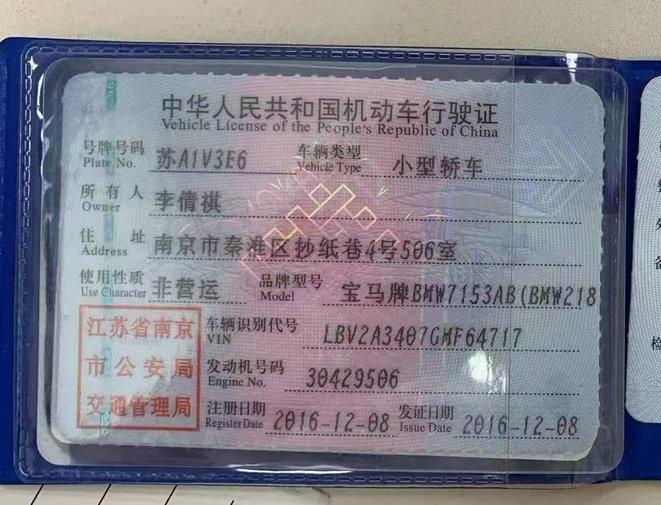 中华人民共和国机动车行驶证
Vehicle License of the People's Republic of China
号牌号码 苏A1V3E6 车辆类型 小型轿车
Plate No. Vehicle Type
所有人 李倩祺
Owner
住址 南京市秦淮区抄纸巷4号506室
Address
使用性质 非营运 品牌型号 宝马牌BMW7153AB(BMW218
Use Character Model
江苏省南京
市公安局
交通管理局
车辆识别代号 LBV2A3407GMF64717
VIN
发动机号码 30429506
Engine No.
注册日期 2016-12-08 发证日期 2016-12-08
Register Date Issue Date